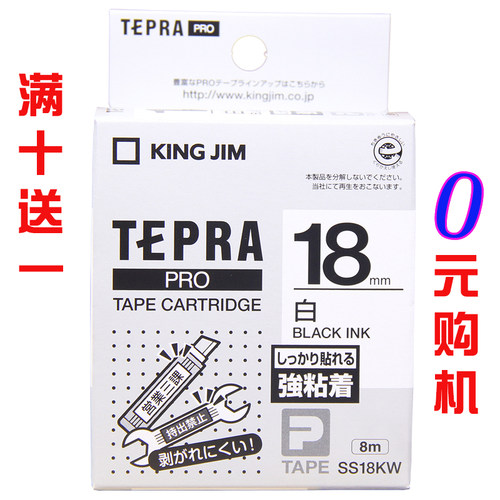 TEPRA PRO
豊富なPROテープラインアップはこちらから
http://www.kingjim.co.jp
満十送一
KING JIM
本製品を分解しないでください。
当社にて再生をおこないます。
TEPRA
PRO
TAPE CARTRIDGE
18mm
白
BLACK INK
しっかり貼れる
強粘着
営業三課
持出禁止
剥がれにくい!
P
TAPE
8m
SS18KW
0元购机